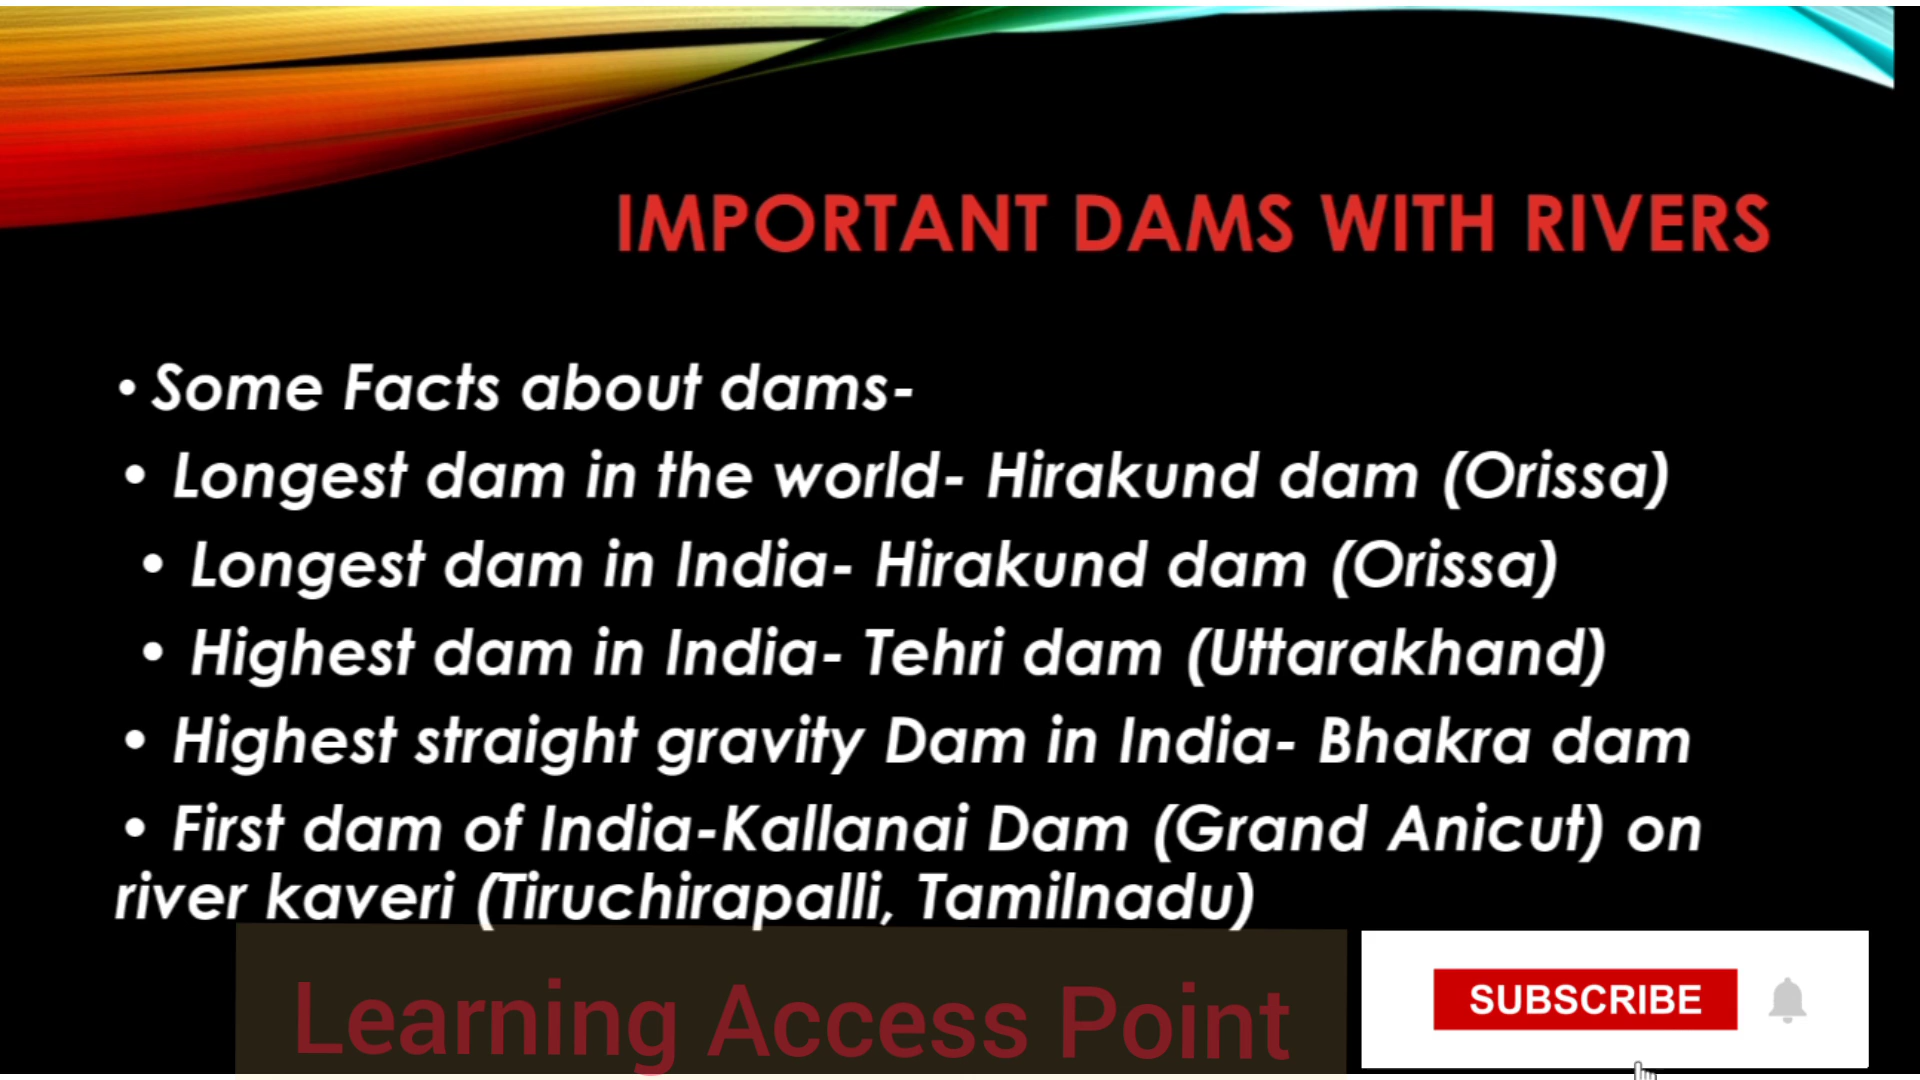 IMPORTANT DAMS WITH RIVERS
• Some Facts about dams-
• Longest dam in the world- Hirakund dam (Orissa)
• Longest dam in India- Hirakund dam (Orissa)
• Highest dam in India- Tehri dam (Uttarakhand)
• Highest straight gravity Dam in India- Bhakra dam
• First dam of India-Kallanai Dam (Grand Anicut) on
river kaveri (Tiruchirapalli, Tamilnadu)
Learning Access Point
SUBSCRIBE